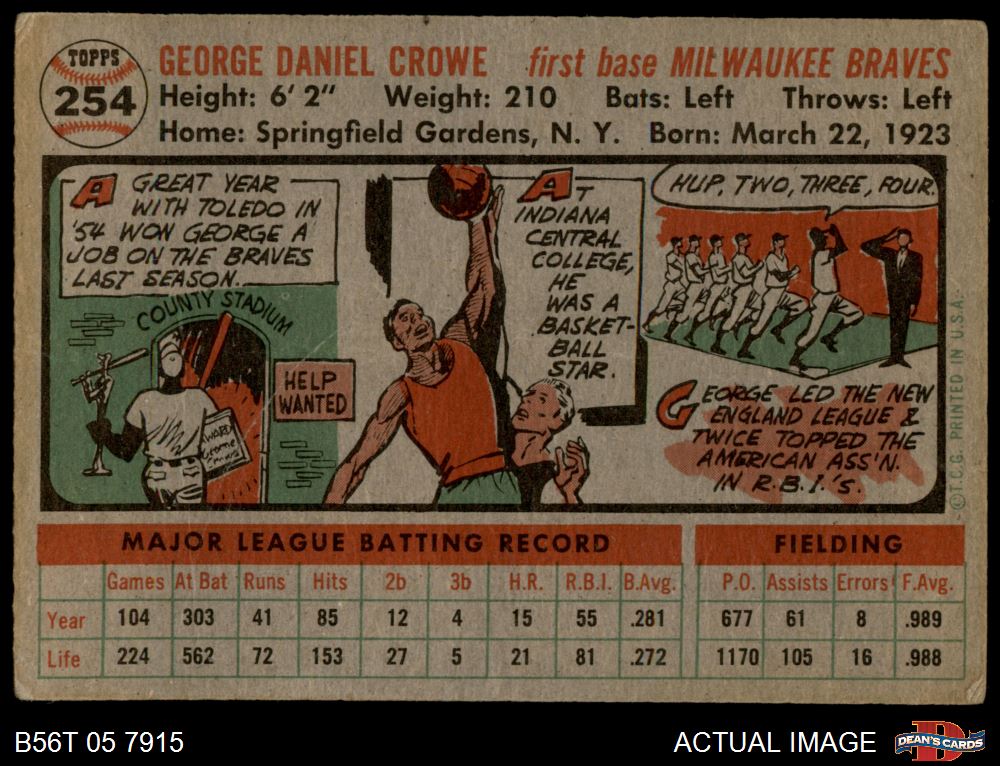 TOPPS
254
GEORGE DANIEL CROWE first base MILWAUKEE BRAVES
Height: 6' 2" Weight: 210 Bats: Left Throws: Left
Home: Springfield Gardens, N. Y. Born: March 22, 1923
A GREAT YEAR
WITH TOLEDO IN
'54 WON GEORGE A
JOB ON THE BRAVES
LAST SEASON.
COUNTY STADIUM
HELP
WANTED
AWARD
George
Crowe
AT
INDIANA
CENTRAL
COLLEGE,
HE
WAS A
BASKET-
BALL
STAR.
HUP, TWO, THREE, FOUR.
GEORGE LED THE NEW
ENGLAND LEAGUE &
TWICE TOPPED THE
AMERICAN ASS'N.
IN R.B.I.'s.
©T.C.G. PRINTED IN U.S.A.
MAJOR LEAGUE BATTING RECORD FIELDING
Games At Bat Runs Hits 2b 3b H.R. R.B.I. B.Avg. P.O. Assists Errors F.Avg.
Year 104 303 41 85 12 4 15 55 .281 677 61 8 .989
Life 224 562 72 153 27 5 21 81 .272 1170 105 16 .988
B56T 05 7915 ACTUAL IMAGE DEAN'S CARDS